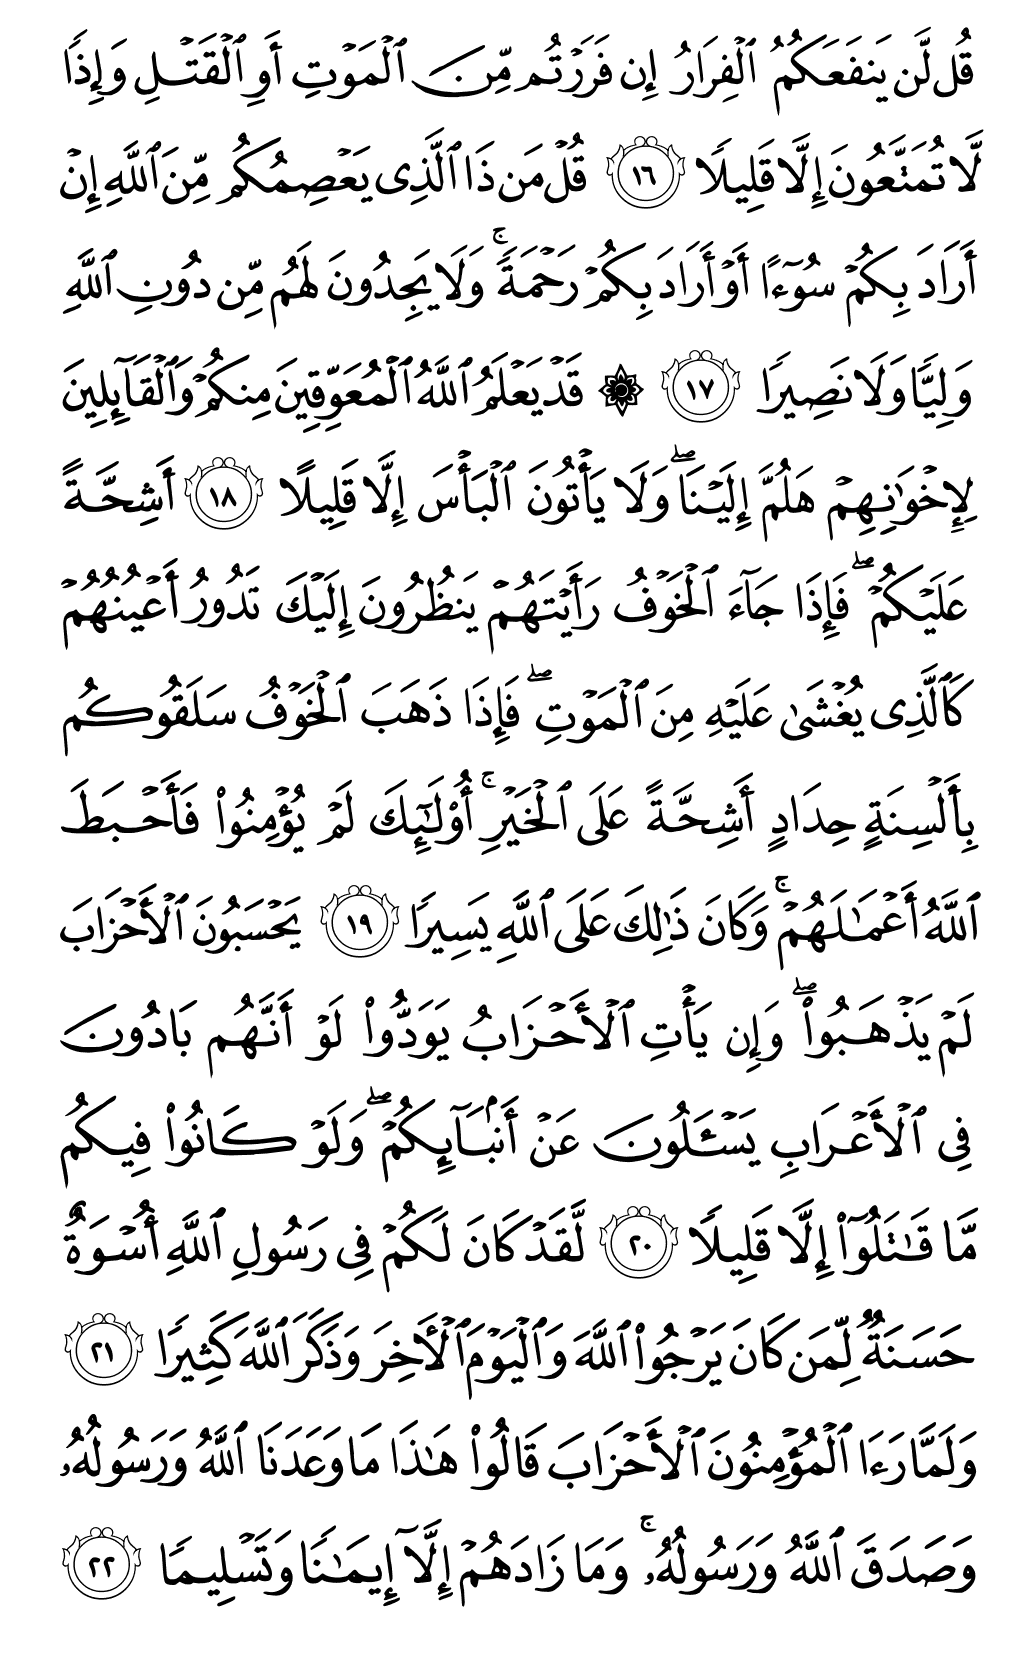 قُل لَّن يَنفَعَكُمُ ٱلۡفِرَارُ إِن فَرَرۡتُم مِّنَ ٱلۡمَوۡتِ أَوِ ٱلۡقَتۡلِ وَإِذٗا
لَّا تُمَتَّعُونَ إِلَّا قَلِيلٗا ١٦ قُلۡ مَن ذَا ٱلَّذِي يَعۡصِمُكُم مِّنَ ٱللَّهِ إِنۡ
أَرَادَ بِكُمۡ سُوٓءًا أَوۡ أَرَادَ بِكُمۡ رَحۡمَةٗۚ وَلَا يَجِدُونَ لَهُم مِّن دُونِ ٱللَّهِ
وَلِيّٗا وَلَا نَصِيرٗا ١٧ ۞ قَدۡ يَعۡلَمُ ٱللَّهُ ٱلۡمُعَوِّقِينَ مِنكُمۡ وَٱلۡقَآئِلِينَ
لِإِخۡوَٰنِهِمۡ هَلُمَّ إِلَيۡنَاۖ وَلَا يَأۡتُونَ ٱلۡبَأۡسَ إِلَّا قَلِيلًا ١٨ أَشِحَّةً
عَلَيۡكُمۡۖ فَإِذَا جَآءَ ٱلۡخَوۡفُ رَأَيۡتَهُمۡ يَنظُرُونَ إِلَيۡكَ تَدُورُ أَعۡيُنُهُمۡ
كَٱلَّذِي يُغۡشَىٰ عَلَيۡهِ مِنَ ٱلۡمَوۡتِۖ فَإِذَا ذَهَبَ ٱلۡخَوۡفُ سَلَقُوكُم
بِأَلۡسِنَةٍ حِدَادٍ أَشِحَّةً عَلَى ٱلۡخَيۡرِۚ أُوْلَٰٓئِكَ لَمۡ يُؤۡمِنُواْ فَأَحۡبَطَ
ٱللَّهُ أَعۡمَٰلَهُمۡۚ وَكَانَ ذَٰلِكَ عَلَى ٱللَّهِ يَسِيرٗا ١٩ يَحۡسَبُونَ ٱلۡأَحۡزَابَ
لَمۡ يَذۡهَبُواْۖ وَإِن يَأۡتِ ٱلۡأَحۡزَابُ يَوَدُّواْ لَوۡ أَنَّهُم بَادُونَ
فِي ٱلۡأَعۡرَابِ يَسۡـَٔلُونَ عَنۡ أَنۢبَآئِكُمۡۖ وَلَوۡ كَانُواْ فِيكُم
مَّا قَٰتَلُوٓاْ إِلَّا قَلِيلٗا ٢٠ لَّقَدۡ كَانَ لَكُمۡ فِي رَسُولِ ٱللَّهِ أُسۡوَةٌ
حَسَنَةٞ لِّمَن كَانَ يَرۡجُواْ ٱللَّهَ وَٱلۡيَوۡمَ ٱلۡأٓخِرَ وَذَكَرَ ٱللَّهَ كَثِيرٗا ٢١
وَلَمَّا رَءَا ٱلۡمُؤۡمِنُونَ ٱلۡأَحۡزَابَ قَالُواْ هَٰذَا مَا وَعَدَنَا ٱللَّهُ وَرَسُولُهُۥ
وَصَدَقَ ٱللَّهُ وَرَسُولُهُۥۚ وَمَا زَادَهُمۡ إِلَّآ إِيمَٰنٗا وَتَسۡلِيمٗا ٢٢